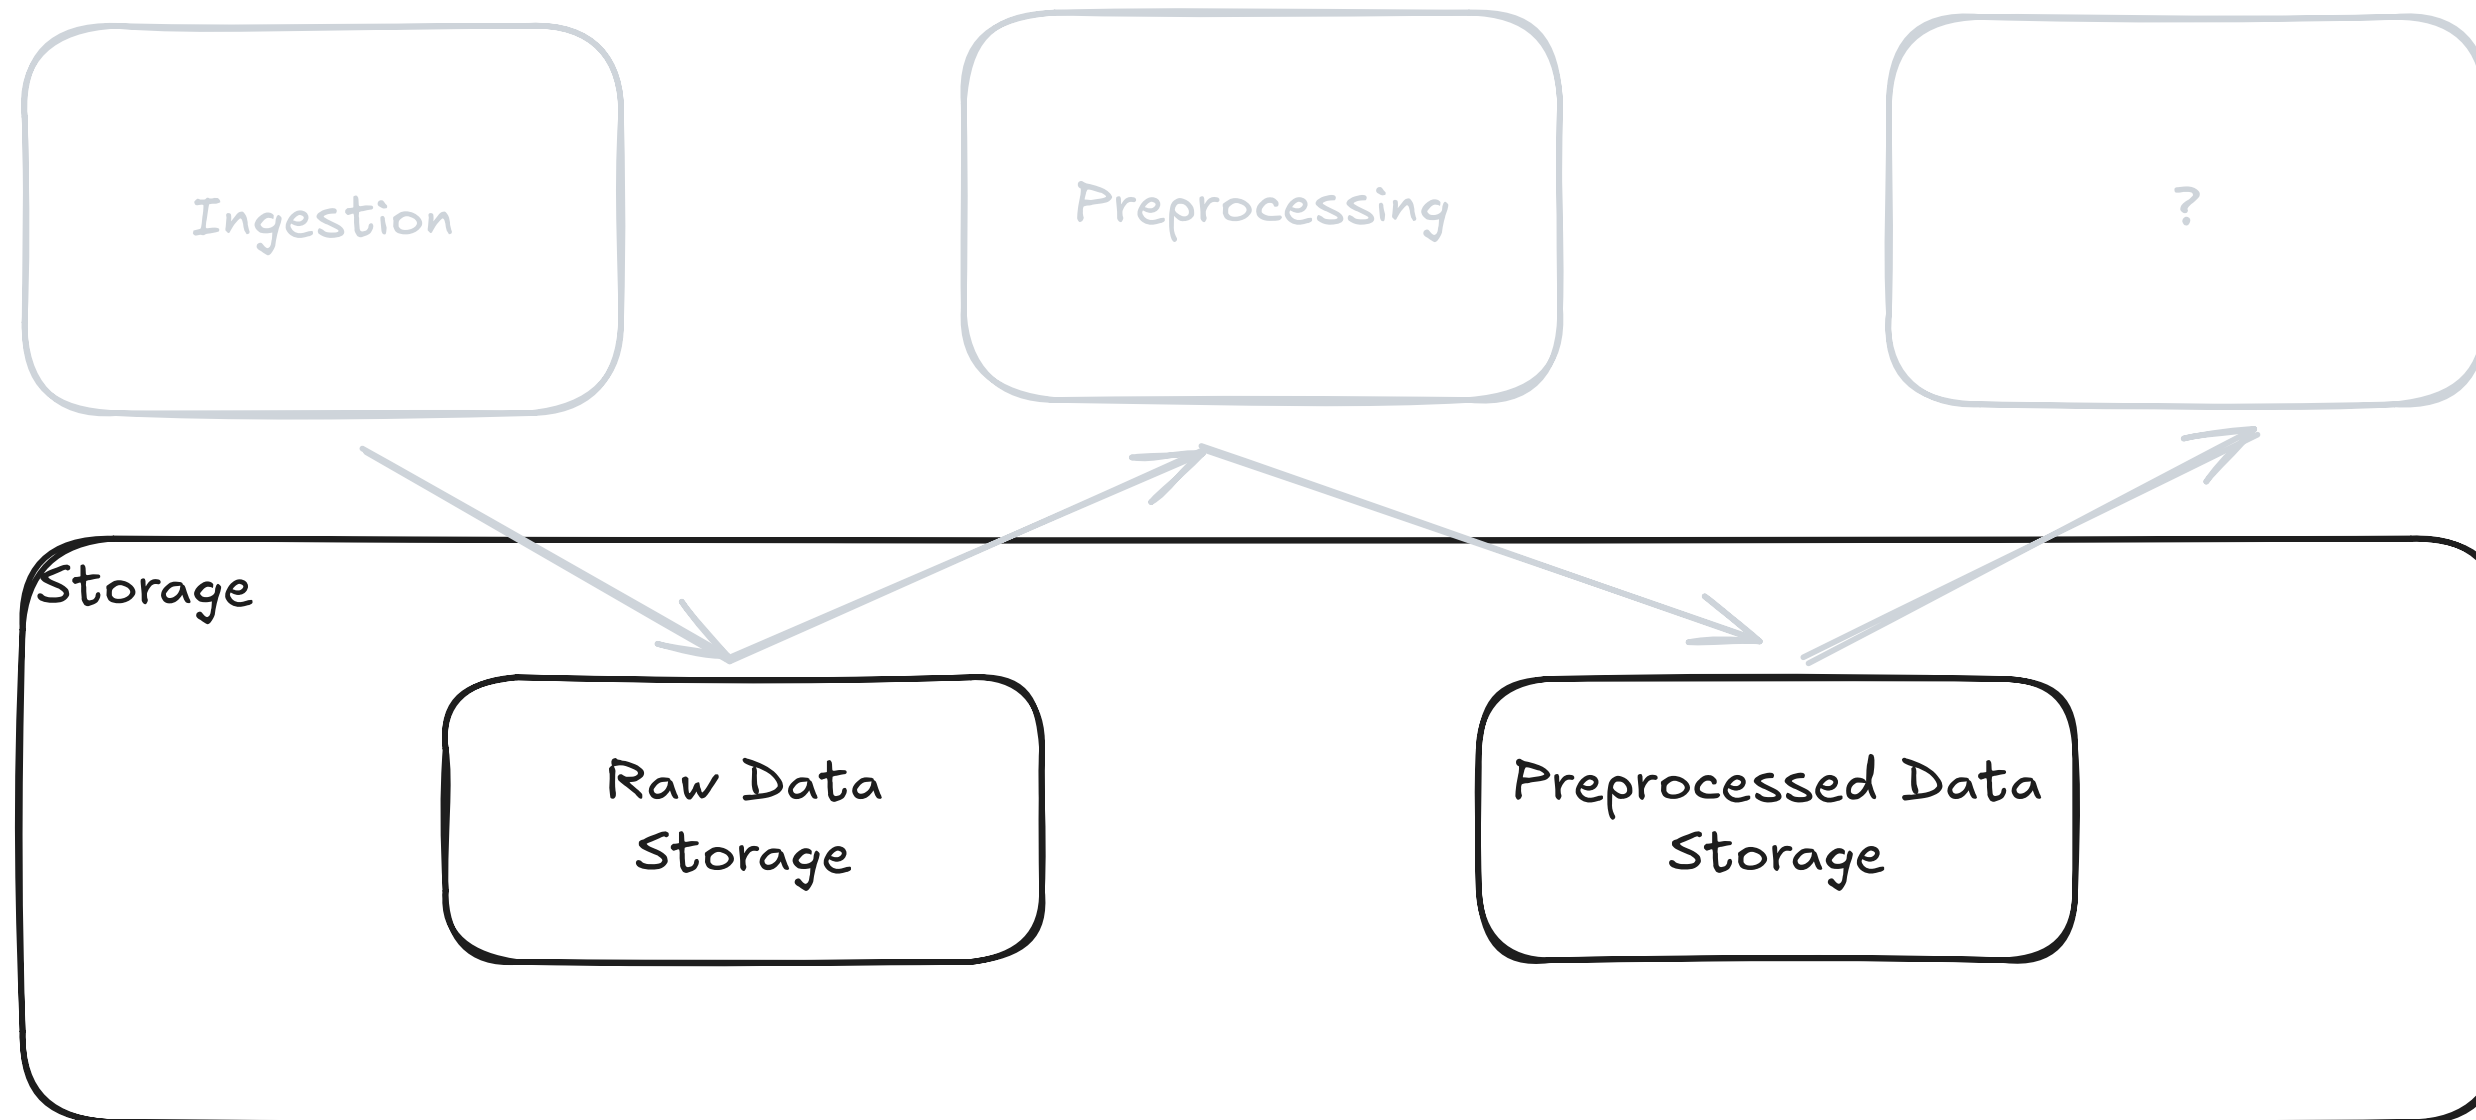 Ingestion
Preprocessing
?
Storage
Raw Data
Storage
Preprocessed Data
Storage